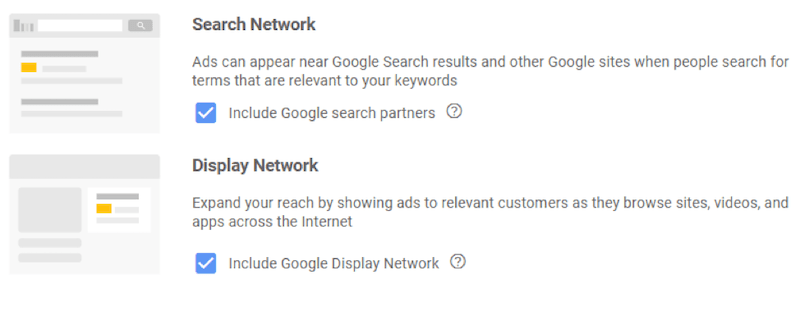 Search Network
Ads can appear near Google Search results and other Google sites when people search for
terms that are relevant to your keywords
Include Google search partners
Display Network
Expand your reach by showing ads to relevant customers as they browse sites, videos, and
apps across the Internet
Include Google Display Network